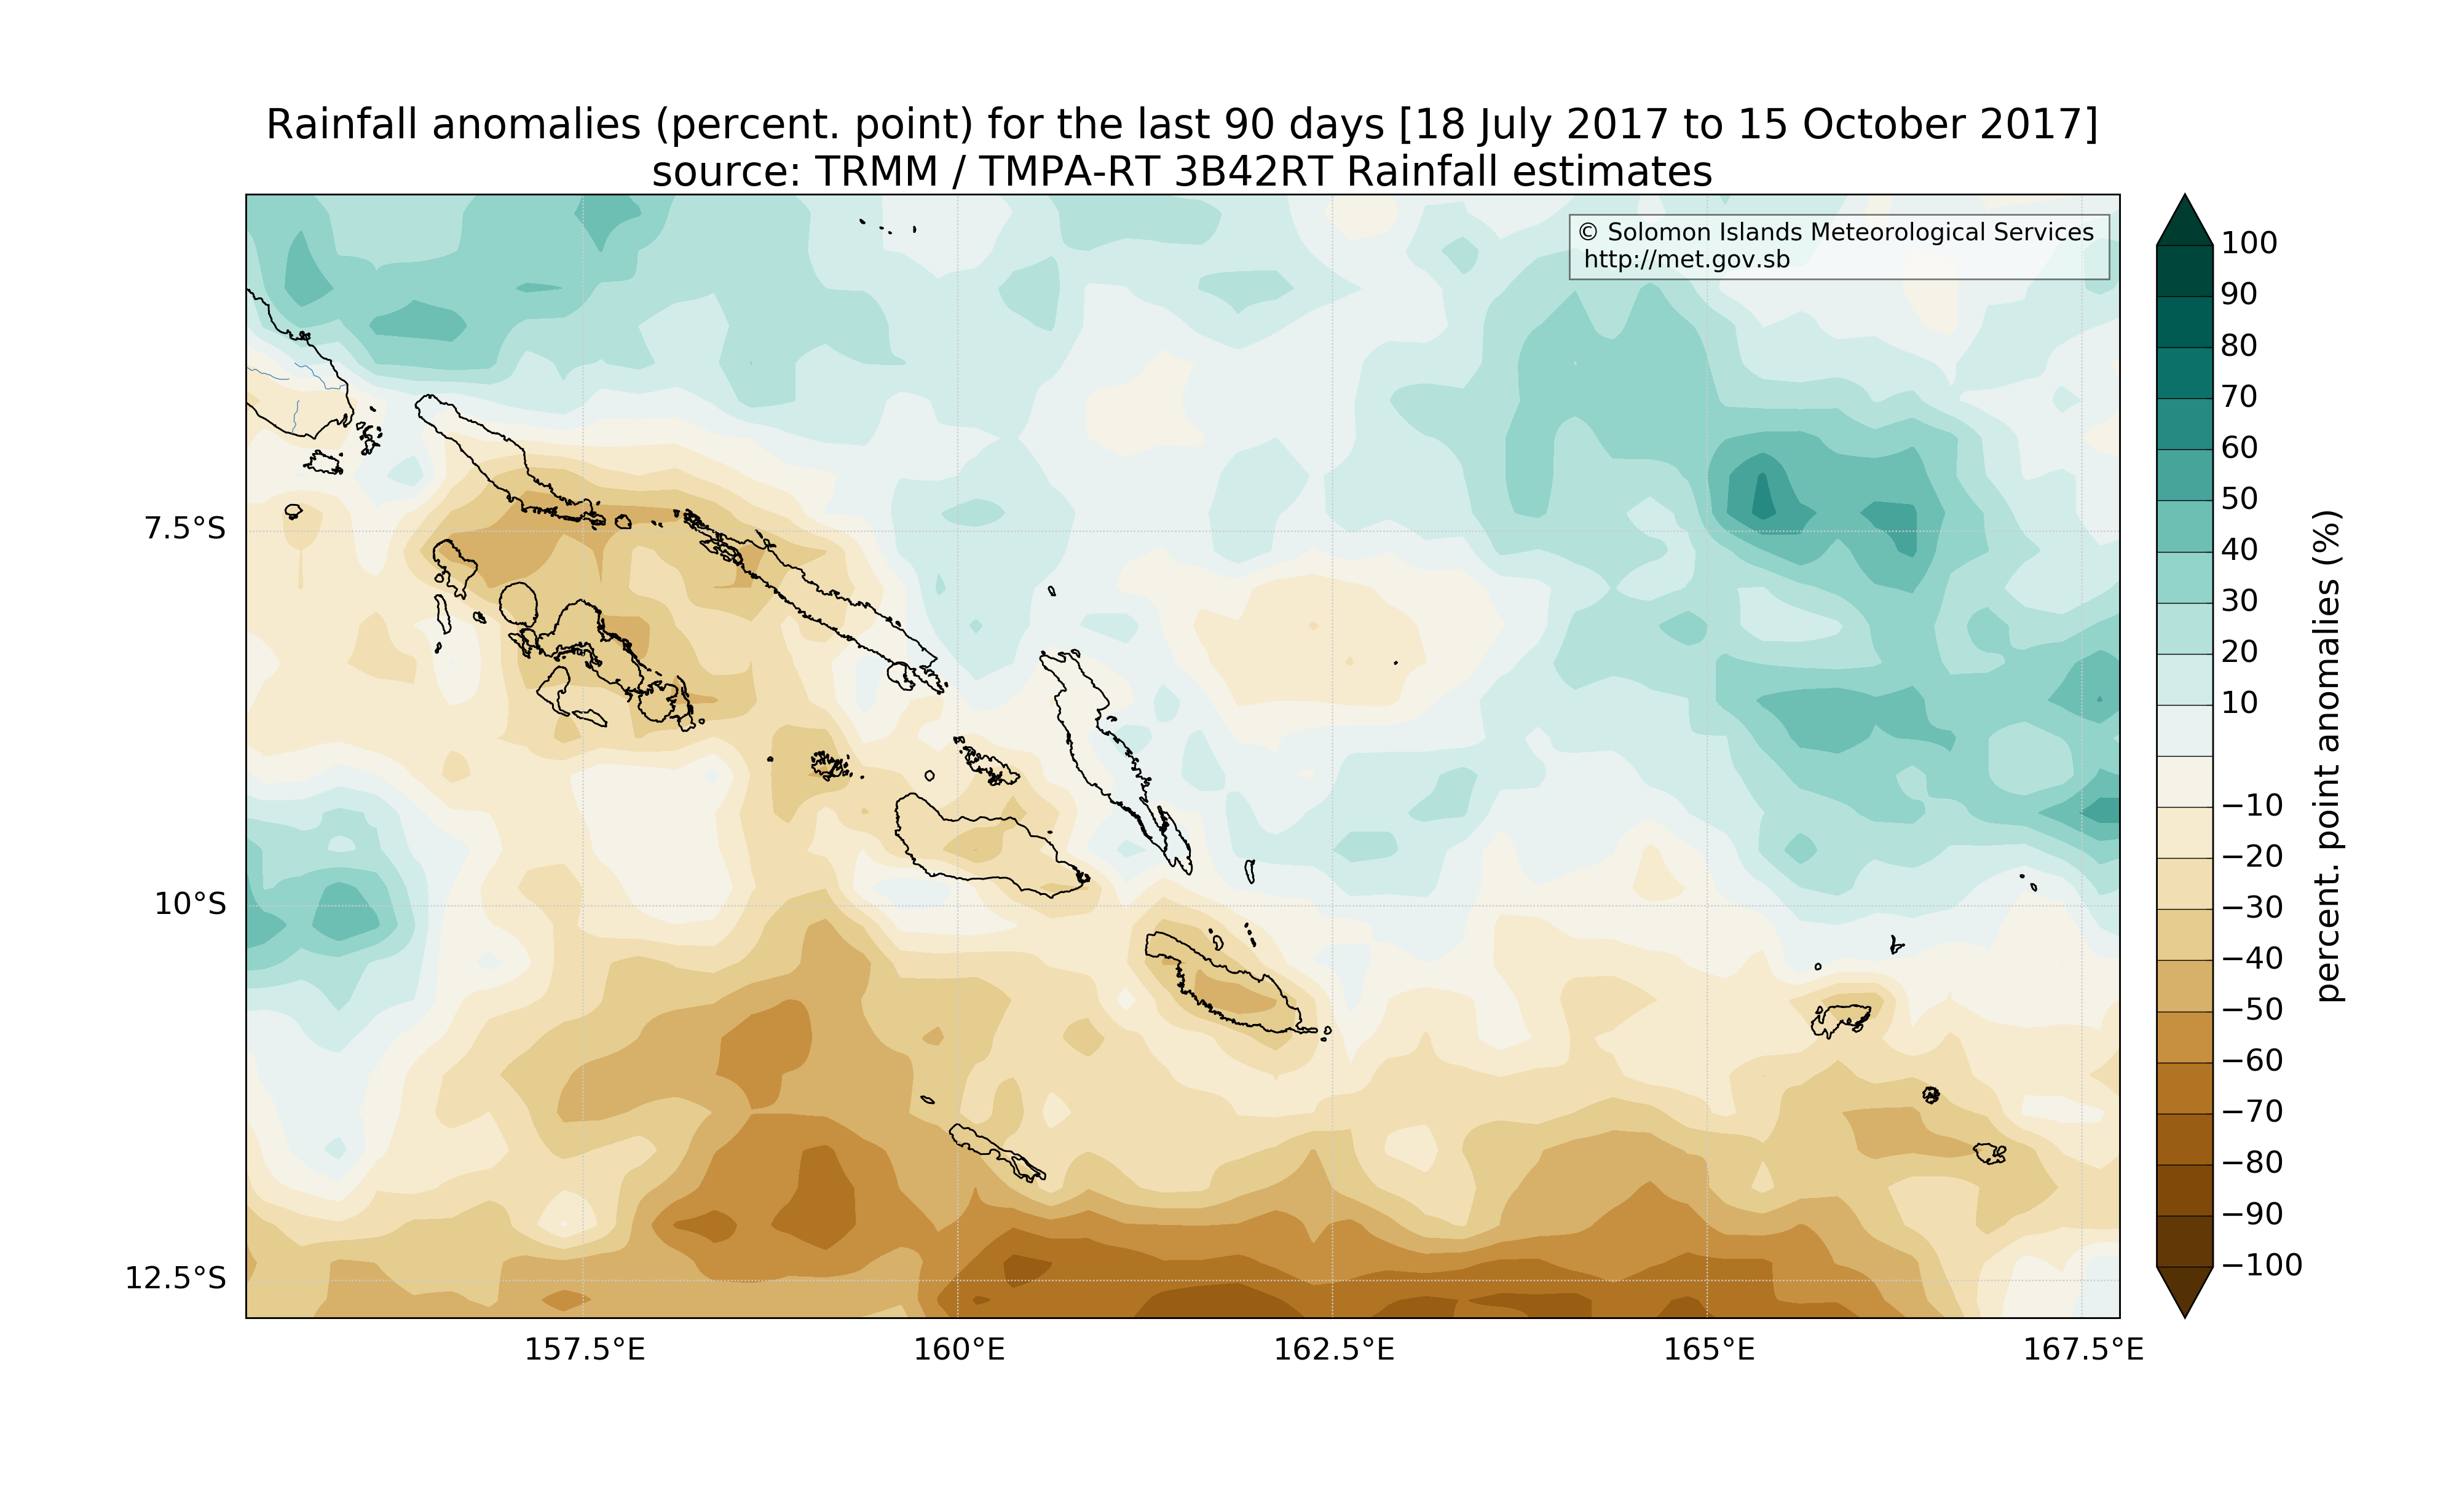 Rainfall anomalies (percent. point) for the last 90 days [18 July 2017 to 15 October 2017]
source: TRMM / TMPA-RT 3B42RT Rainfall estimates
© Solomon Islands Meteorological Services
http://met.gov.sb
7.5°S
10°S
12.5°S
157.5°E
160°E
162.5°E
165°E
167.5°E
100
90
80
70
60
50
40
30
20
10
−10
−20
−30
−40
−50
−60
−70
−80
−90
−100
percent. point anomalies (%)